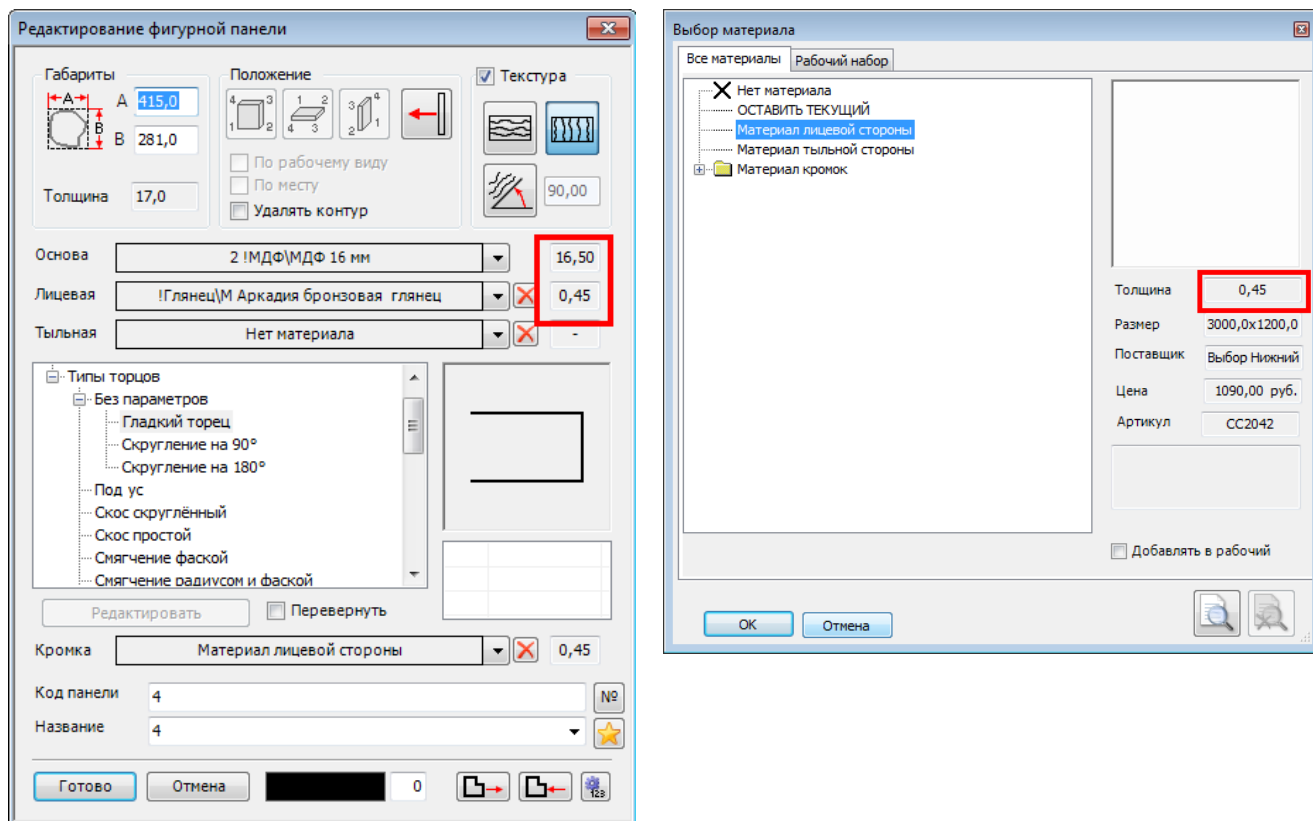 Редактирование фигурной панели
Габариты
A 415,0
B 281,0
Толщина 17,0
Положение
По рабочему виду
По месту
Удалять контур
Текстура
90,00
Основа 2 !МДФ\МДФ 16 мм 16,50
Лицевая !Глянец\М Аркадия бронзовая глянец 0,45
Тыльная Нет материала -
Типы торцов
Без параметров
Гладкий торец
Скругление на 90°
Скругление на 180°
Под ус
Скос скруглённый
Скос простой
Смягчение фаской
Смягчение радиусом и фаской
Редактировать Перевернуть
Кромка Материал лицевой стороны 0,45
Код панели 4 №
Название 4
Готово Отмена 0 123
Выбор материала
Все материалы Рабочий набор
Нет материала
ОСТАВИТЬ ТЕКУЩИЙ
Материал лицевой стороны
Материал тыльной стороны
Материал кромок
Толщина 0,45
Размер 3000,0x1200,0
Поставщик Выбор Нижний
Цена 1090,00 руб.
Артикул CC2042
Добавлять в рабочий
OK Отмена